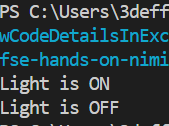 PS C:\Users\3deff
wCodeDetailsInExc
fse-hands-on-nimi
Light is ON
Light is OFF